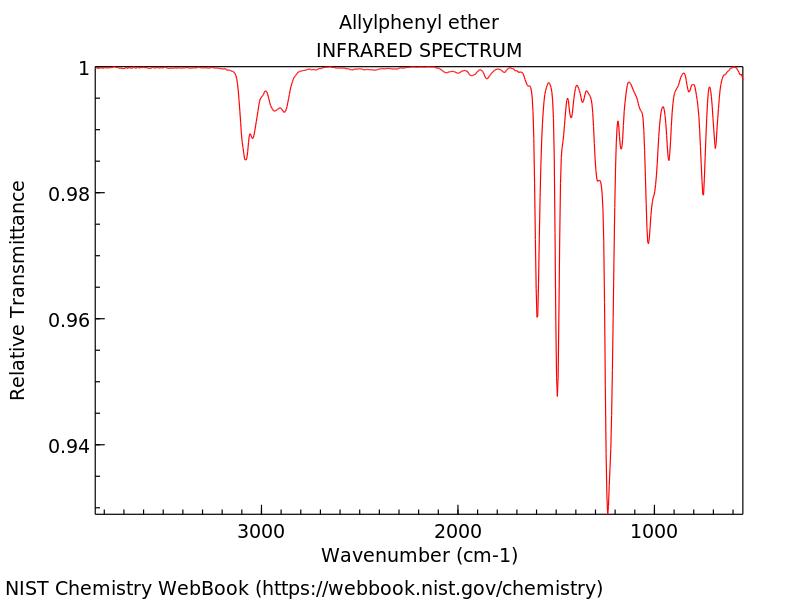 Allylphenyl ether
INFRARED SPECTRUM
1
0.98
0.96
0.94
Relative Transmittance
3000 2000 1000
Wavenumber (cm-1)
NIST Chemistry WebBook (https://webbook.nist.gov/chemistry)